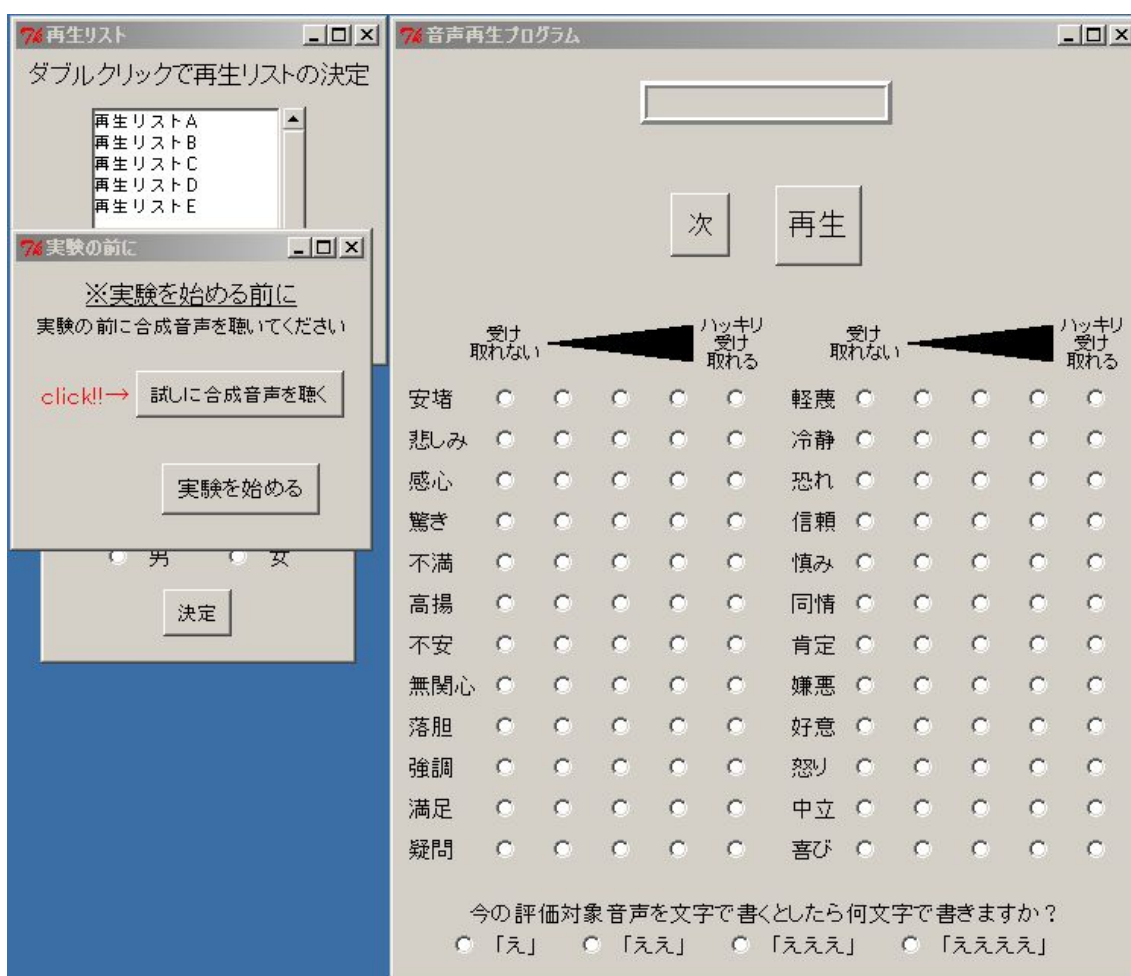 再生リスト
ダブルクリックで再生リストの決定
再生リストA
再生リストB
再生リストC
再生リストD
再生リストE
実験の前に
※実験を始める前に
実験の前に合成音声を聴いてください
click!!→ 試しに合成音声を聴く
実験を始める
男 女
決定
音声再生プログラム
次 再生
受け
取れない
ハッキリ
受け
取れる
受け
取れない
ハッキリ
受け
取れる
安堵 軽蔑
悲しみ 冷静
感心 恐れ
驚き 信頼
不満 慎み
高揚 同情
不安 肯定
無関心 嫌悪
落胆 好意
強調 怒り
満足 中立
疑問 喜び
今の評価対象音声を文字で書くとしたら何文字で書きますか？
「え」 「ええ」 「えええ」 「ええええ」